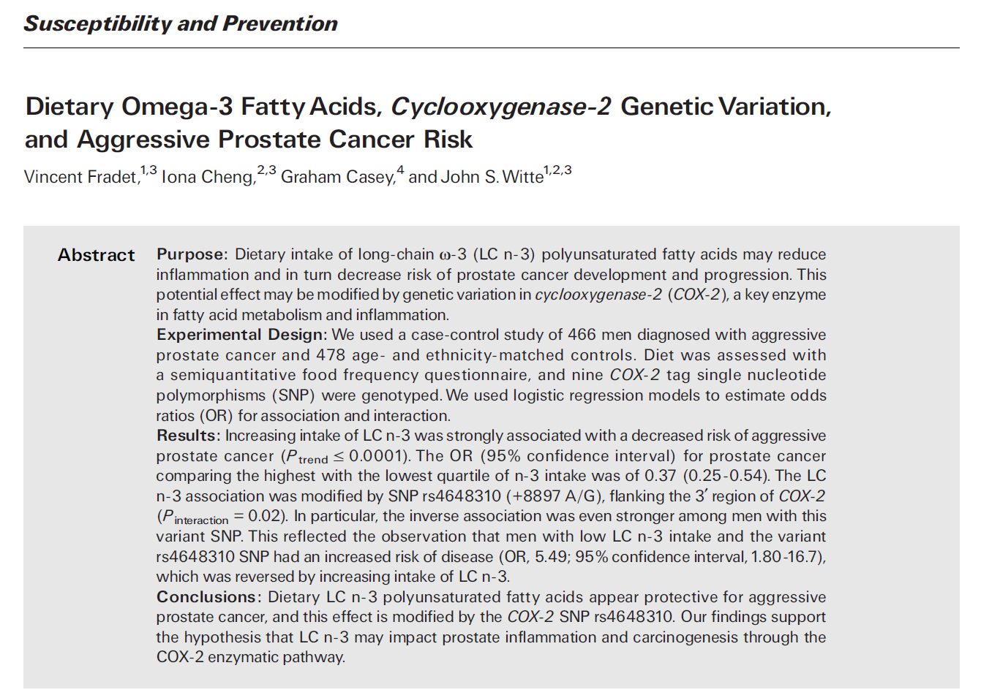 Susceptibility and Prevention
Dietary Omega-3 Fatty Acids, Cyclooxygenase-2 Genetic Variation,
and Aggressive Prostate Cancer Risk
Vincent Fradet,1,3 Iona Cheng,2,3 Graham Casey,4 and John S. Witte1,2,3
Abstract Purpose: Dietary intake of long-chain ω-3 (LC n-3) polyunsaturated fatty acids may reduce
inflammation and in turn decrease risk of prostate cancer development and progression. This
potential effect may be modified by genetic variation in cyclooxygenase-2 (COX-2), a key enzyme
in fatty acid metabolism and inflammation.
Experimental Design: We used a case-control study of 466 men diagnosed with aggressive
prostate cancer and 478 age- and ethnicity-matched controls. Diet was assessed with
a semiquantitative food frequency questionnaire, and nine COX-2 tag single nucleotide
polymorphisms (SNP) were genotyped. We used logistic regression models to estimate odds
ratios (OR) for association and interaction.
Results: Increasing intake of LC n-3 was strongly associated with a decreased risk of aggressive
prostate cancer (Ptrend ≤ 0.0001). The OR (95% confidence interval) for prostate cancer
comparing the highest with the lowest quartile of n-3 intake was of 0.37 (0.25-0.54). The LC
n-3 association was modified by SNP rs4648310 (+8897 A/G), flanking the 3′ region of COX-2
(Pinteraction = 0.02). In particular, the inverse association was even stronger among men with this
variant SNP. This reflected the observation that men with low LC n-3 intake and the variant
rs4648310 SNP had an increased risk of disease (OR, 5.49; 95% confidence interval, 1.80-16.7),
which was reversed by increasing intake of LC n-3.
Conclusions: Dietary LC n-3 polyunsaturated fatty acids appear protective for aggressive
prostate cancer, and this effect is modified by the COX-2 SNP rs4648310. Our findings support
the hypothesis that LC n-3 may impact prostate inflammation and carcinogenesis through the
COX-2 enzymatic pathway.